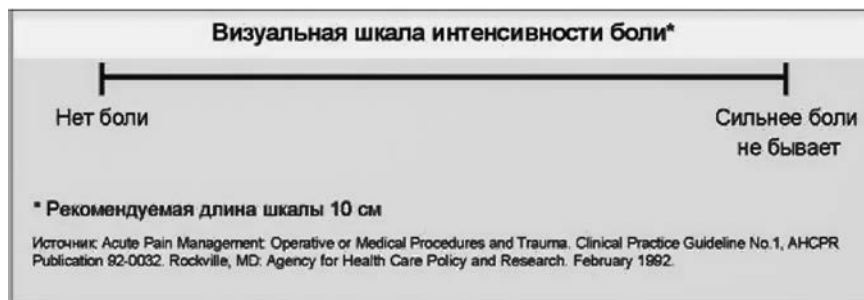 Визуальная шкала интенсивности боли*
Нет боли
Сильнее боли
не бывает
* Рекомендуемая длина шкалы 10 см
Источник: Acute Pain Management: Operative or Medical Procedures and Trauma. Clinical Practice Guideline No.1, AHCPR
Publication 92-0032. Rockville, MD: Agency for Health Care Policy and Research. February 1992.